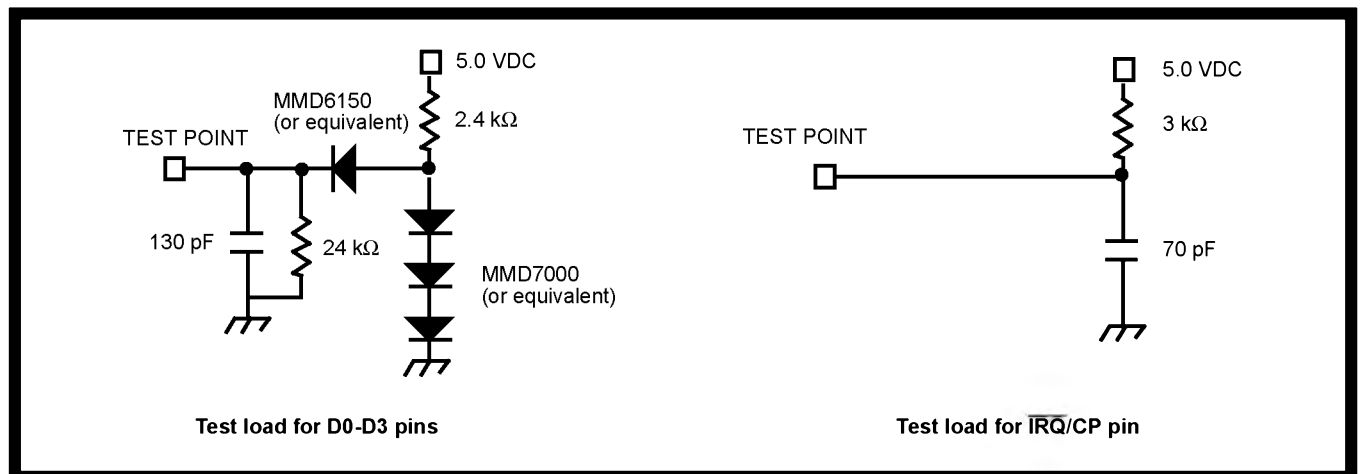 5.0 VDC
MMD6150
(or equivalent)
2.4 kΩ
TEST POINT
130 pF
24 kΩ
MMD7000
(or equivalent)
Test load for D0-D3 pins
5.0 VDC
3 kΩ
TEST POINT
70 pF
Test load for I̅R̅Q̅/CP pin